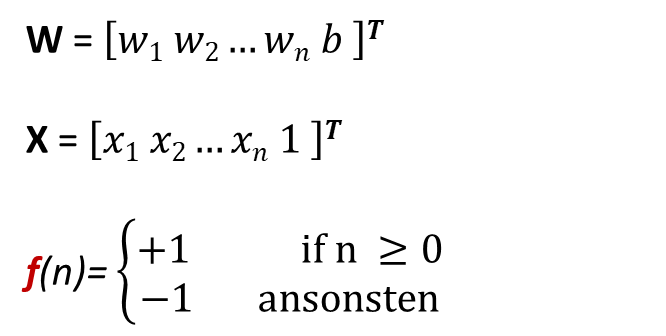 W = [w₁ w₂ … wₙ b ]ᵀ
X = [x₁ x₂ … xₙ 1 ]ᵀ
f(n)= { +1 if n ≥ 0
−1 ansonsten